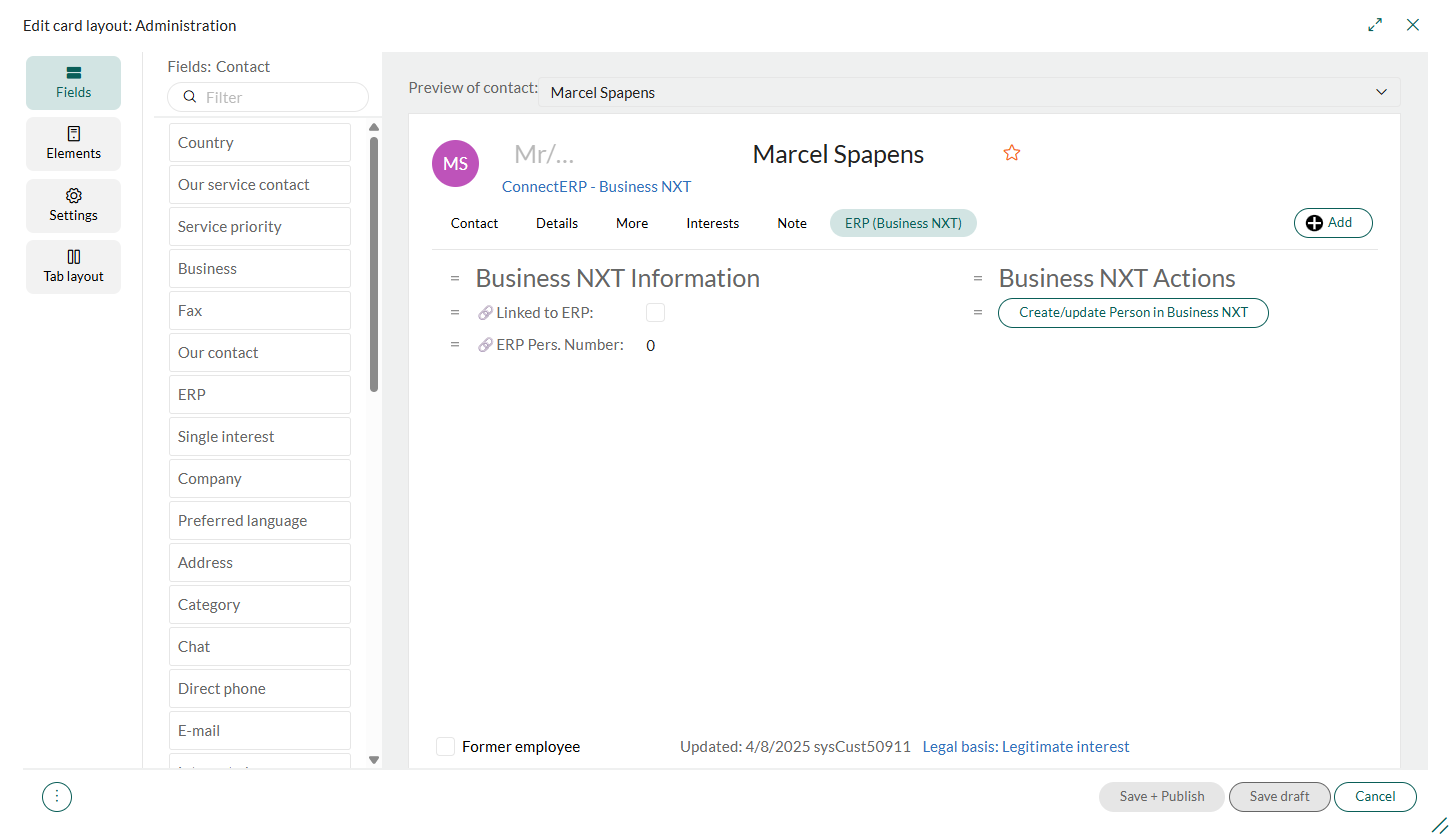 Edit card layout: Administration
Fields
Elements
Settings
Tab layout
Fields: Contact
Filter
Country
Our service contact
Service priority
Business
Fax
Our contact
ERP
Single interest
Company
Preferred language
Address
Category
Chat
Direct phone
E-mail
Preview of contact:
Marcel Spapens
MS
Mr/...
Marcel Spapens
ConnectERP - Business NXT
Contact Details More Interests Note ERP (Business NXT)
Add
Business NXT Information
Linked to ERP:
ERP Pers. Number: 0
Business NXT Actions
Create/update Person in Business NXT
Former employee
Updated: 4/8/2025 sysCust50911 Legal basis: Legitimate interest
Save + Publish
Save draft
Cancel